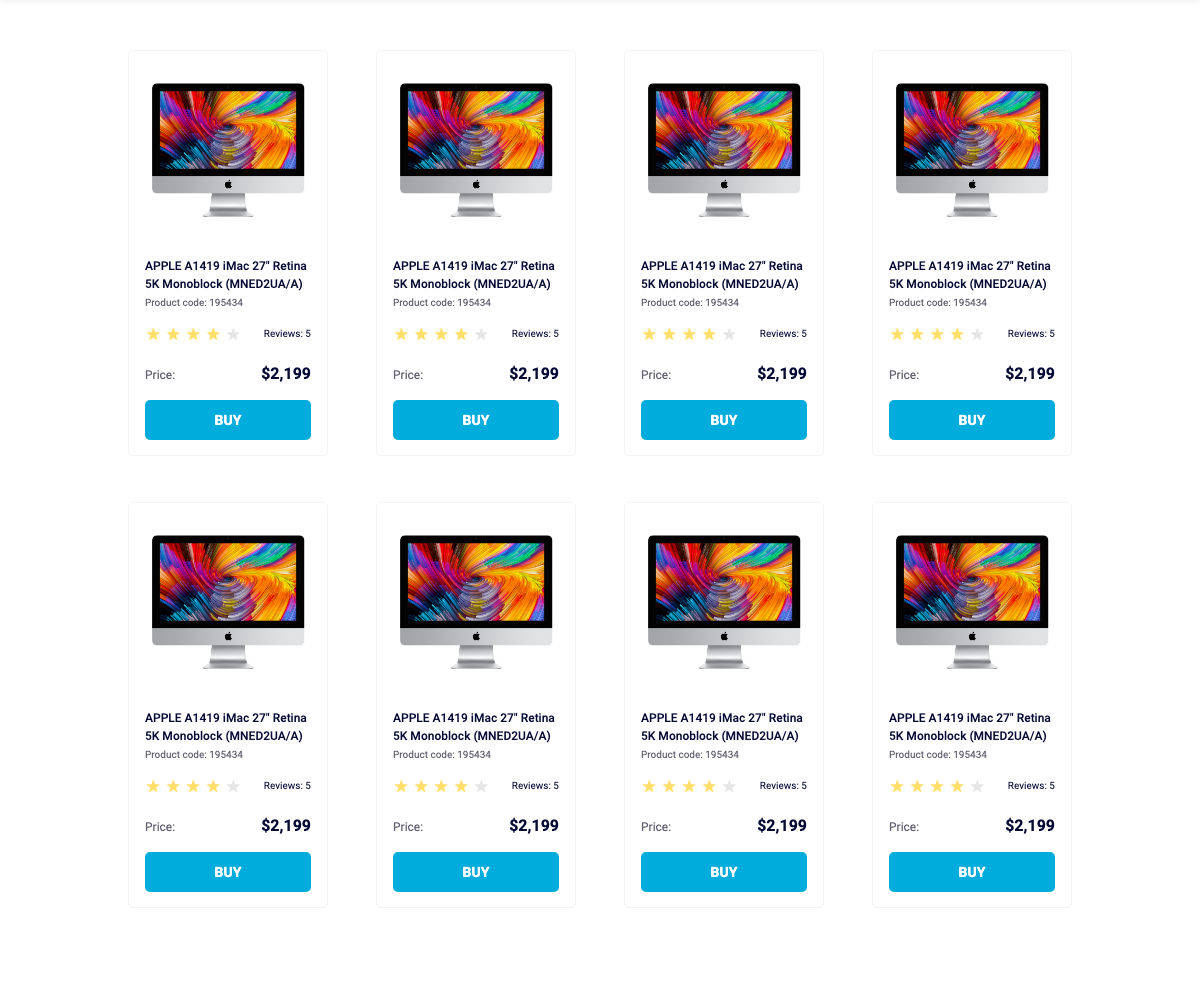 APPLE A1419 iMac 27" Retina
5K Monoblock (MNED2UA/A)
Product code: 195434
Reviews: 5
Price: $2,199
BUY
APPLE A1419 iMac 27" Retina
5K Monoblock (MNED2UA/A)
Product code: 195434
Reviews: 5
Price: $2,199
BUY
APPLE A1419 iMac 27" Retina
5K Monoblock (MNED2UA/A)
Product code: 195434
Reviews: 5
Price: $2,199
BUY
APPLE A1419 iMac 27" Retina
5K Monoblock (MNED2UA/A)
Product code: 195434
Reviews: 5
Price: $2,199
BUY
APPLE A1419 iMac 27" Retina
5K Monoblock (MNED2UA/A)
Product code: 195434
Reviews: 5
Price: $2,199
BUY
APPLE A1419 iMac 27" Retina
5K Monoblock (MNED2UA/A)
Product code: 195434
Reviews: 5
Price: $2,199
BUY
APPLE A1419 iMac 27" Retina
5K Monoblock (MNED2UA/A)
Product code: 195434
Reviews: 5
Price: $2,199
BUY
APPLE A1419 iMac 27" Retina
5K Monoblock (MNED2UA/A)
Product code: 195434
Reviews: 5
Price: $2,199
BUY